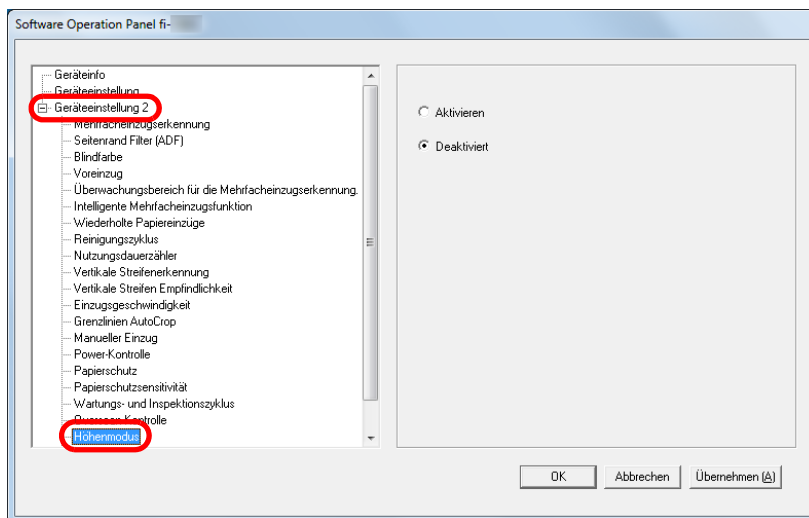 Software Operation Panel fi-
Geräteinfo
Geräteeinstellung
Geräteeinstellung 2
Mehrfacheinzugserkennung
Seitenrand Filter (ADF)
Blindfarbe
Voreinzug
Überwachungsbereich für die Mehrfacheinzugserkennung.
Intelligente Mehrfacheinzugsfunktion
Wiederholte Papiereinzüge
Reinigungszyklus
Nutzungsdauerzähler
Vertikale Streifenerkennung
Vertikale Streifen Empfindlichkeit
Einzugsgeschwindigkeit
Grenzlinien AutoCrop
Manueller Einzug
Power-Kontrolle
Papierschutz
Papierschutzsensitivität
Wartungs- und Inspektionszyklus
Overscan-Kontrolle
Höhenmodus
Aktivieren
Deaktiviert
OK
Abbrechen
Übernehmen (A)